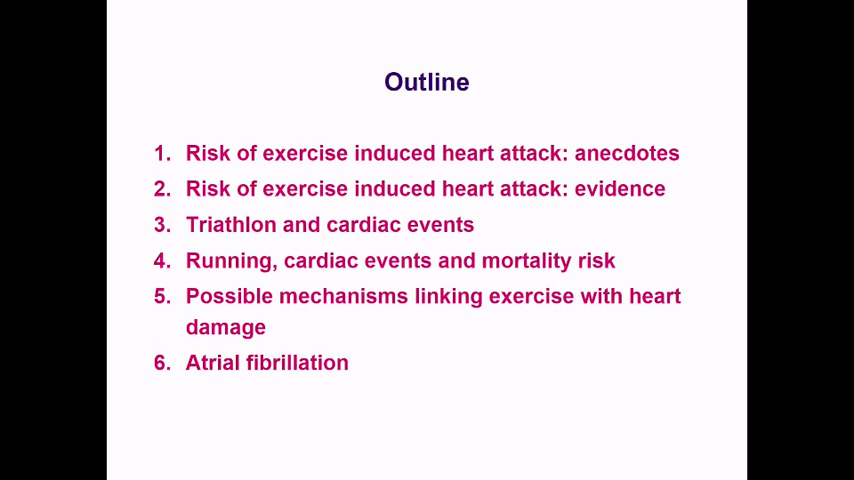 Outline
1. Risk of exercise induced heart attack: anecdotes
2. Risk of exercise induced heart attack: evidence
3. Triathlon and cardiac events
4. Running, cardiac events and mortality risk
5. Possible mechanisms linking exercise with heart
damage
6. Atrial fibrillation